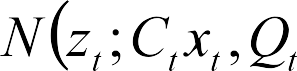 N(z_t; C_t x_t, Q_t